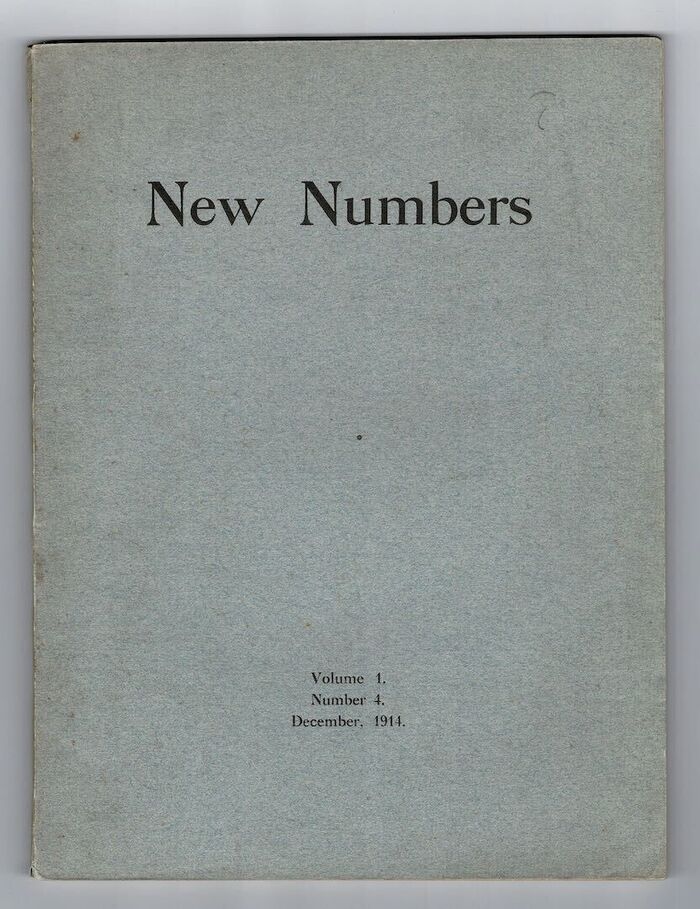 New Numbers
Volume 1.
Number 4.
December, 1914.